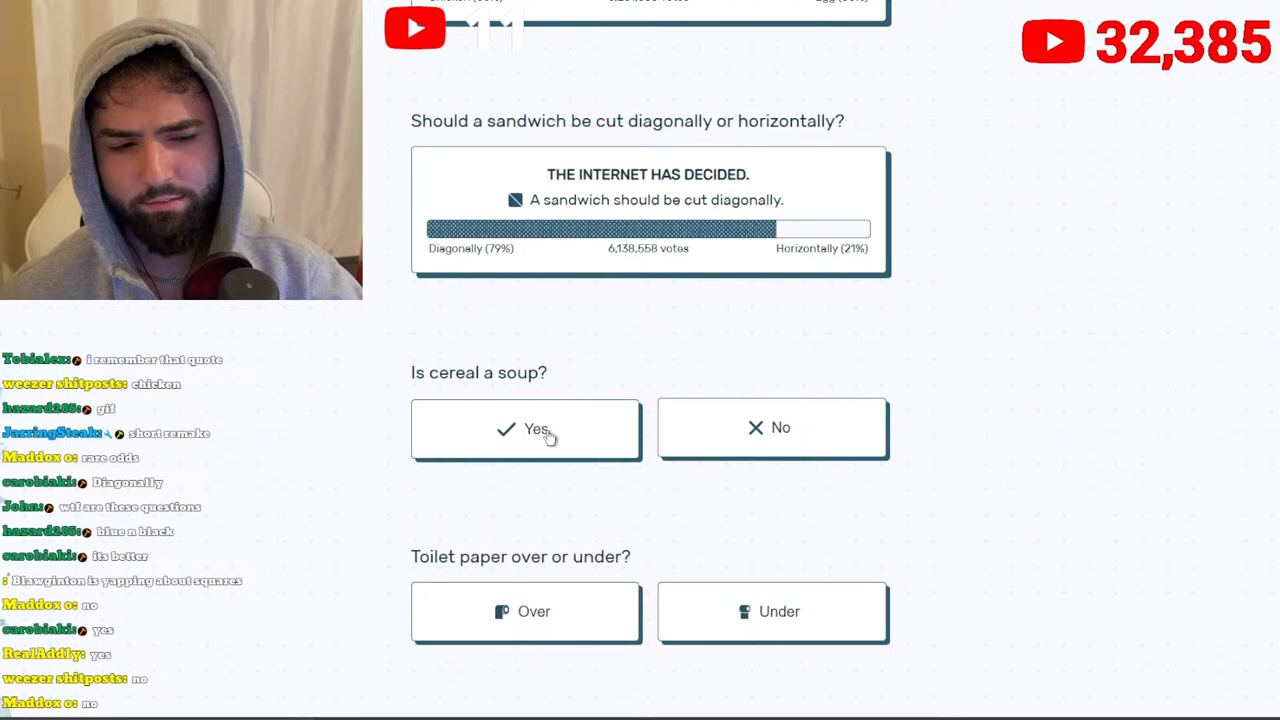 11
32,385
Should a sandwich be cut diagonally or horizontally?
THE INTERNET HAS DECIDED.
A sandwich should be cut diagonally.
Diagonally (79%) 6,138,558 votes Horizontally (21%)
Is cereal a soup?
Yes No
Toilet paper over or under?
Over Under
Tobialex: i remember that quote
weezer shitposts: chicken
hazard285: gif
JarringSteak: short remake
Maddox o: rare odds
carobiaki: Diagonally
John: wtf are these questions
hazard285: blue n black
carobiaki: its better
: Blawginton is yapping about squares
Maddox o: no
carobiaki: yes
RealAddly: yes
weezer shitposts: no
Maddox o: no